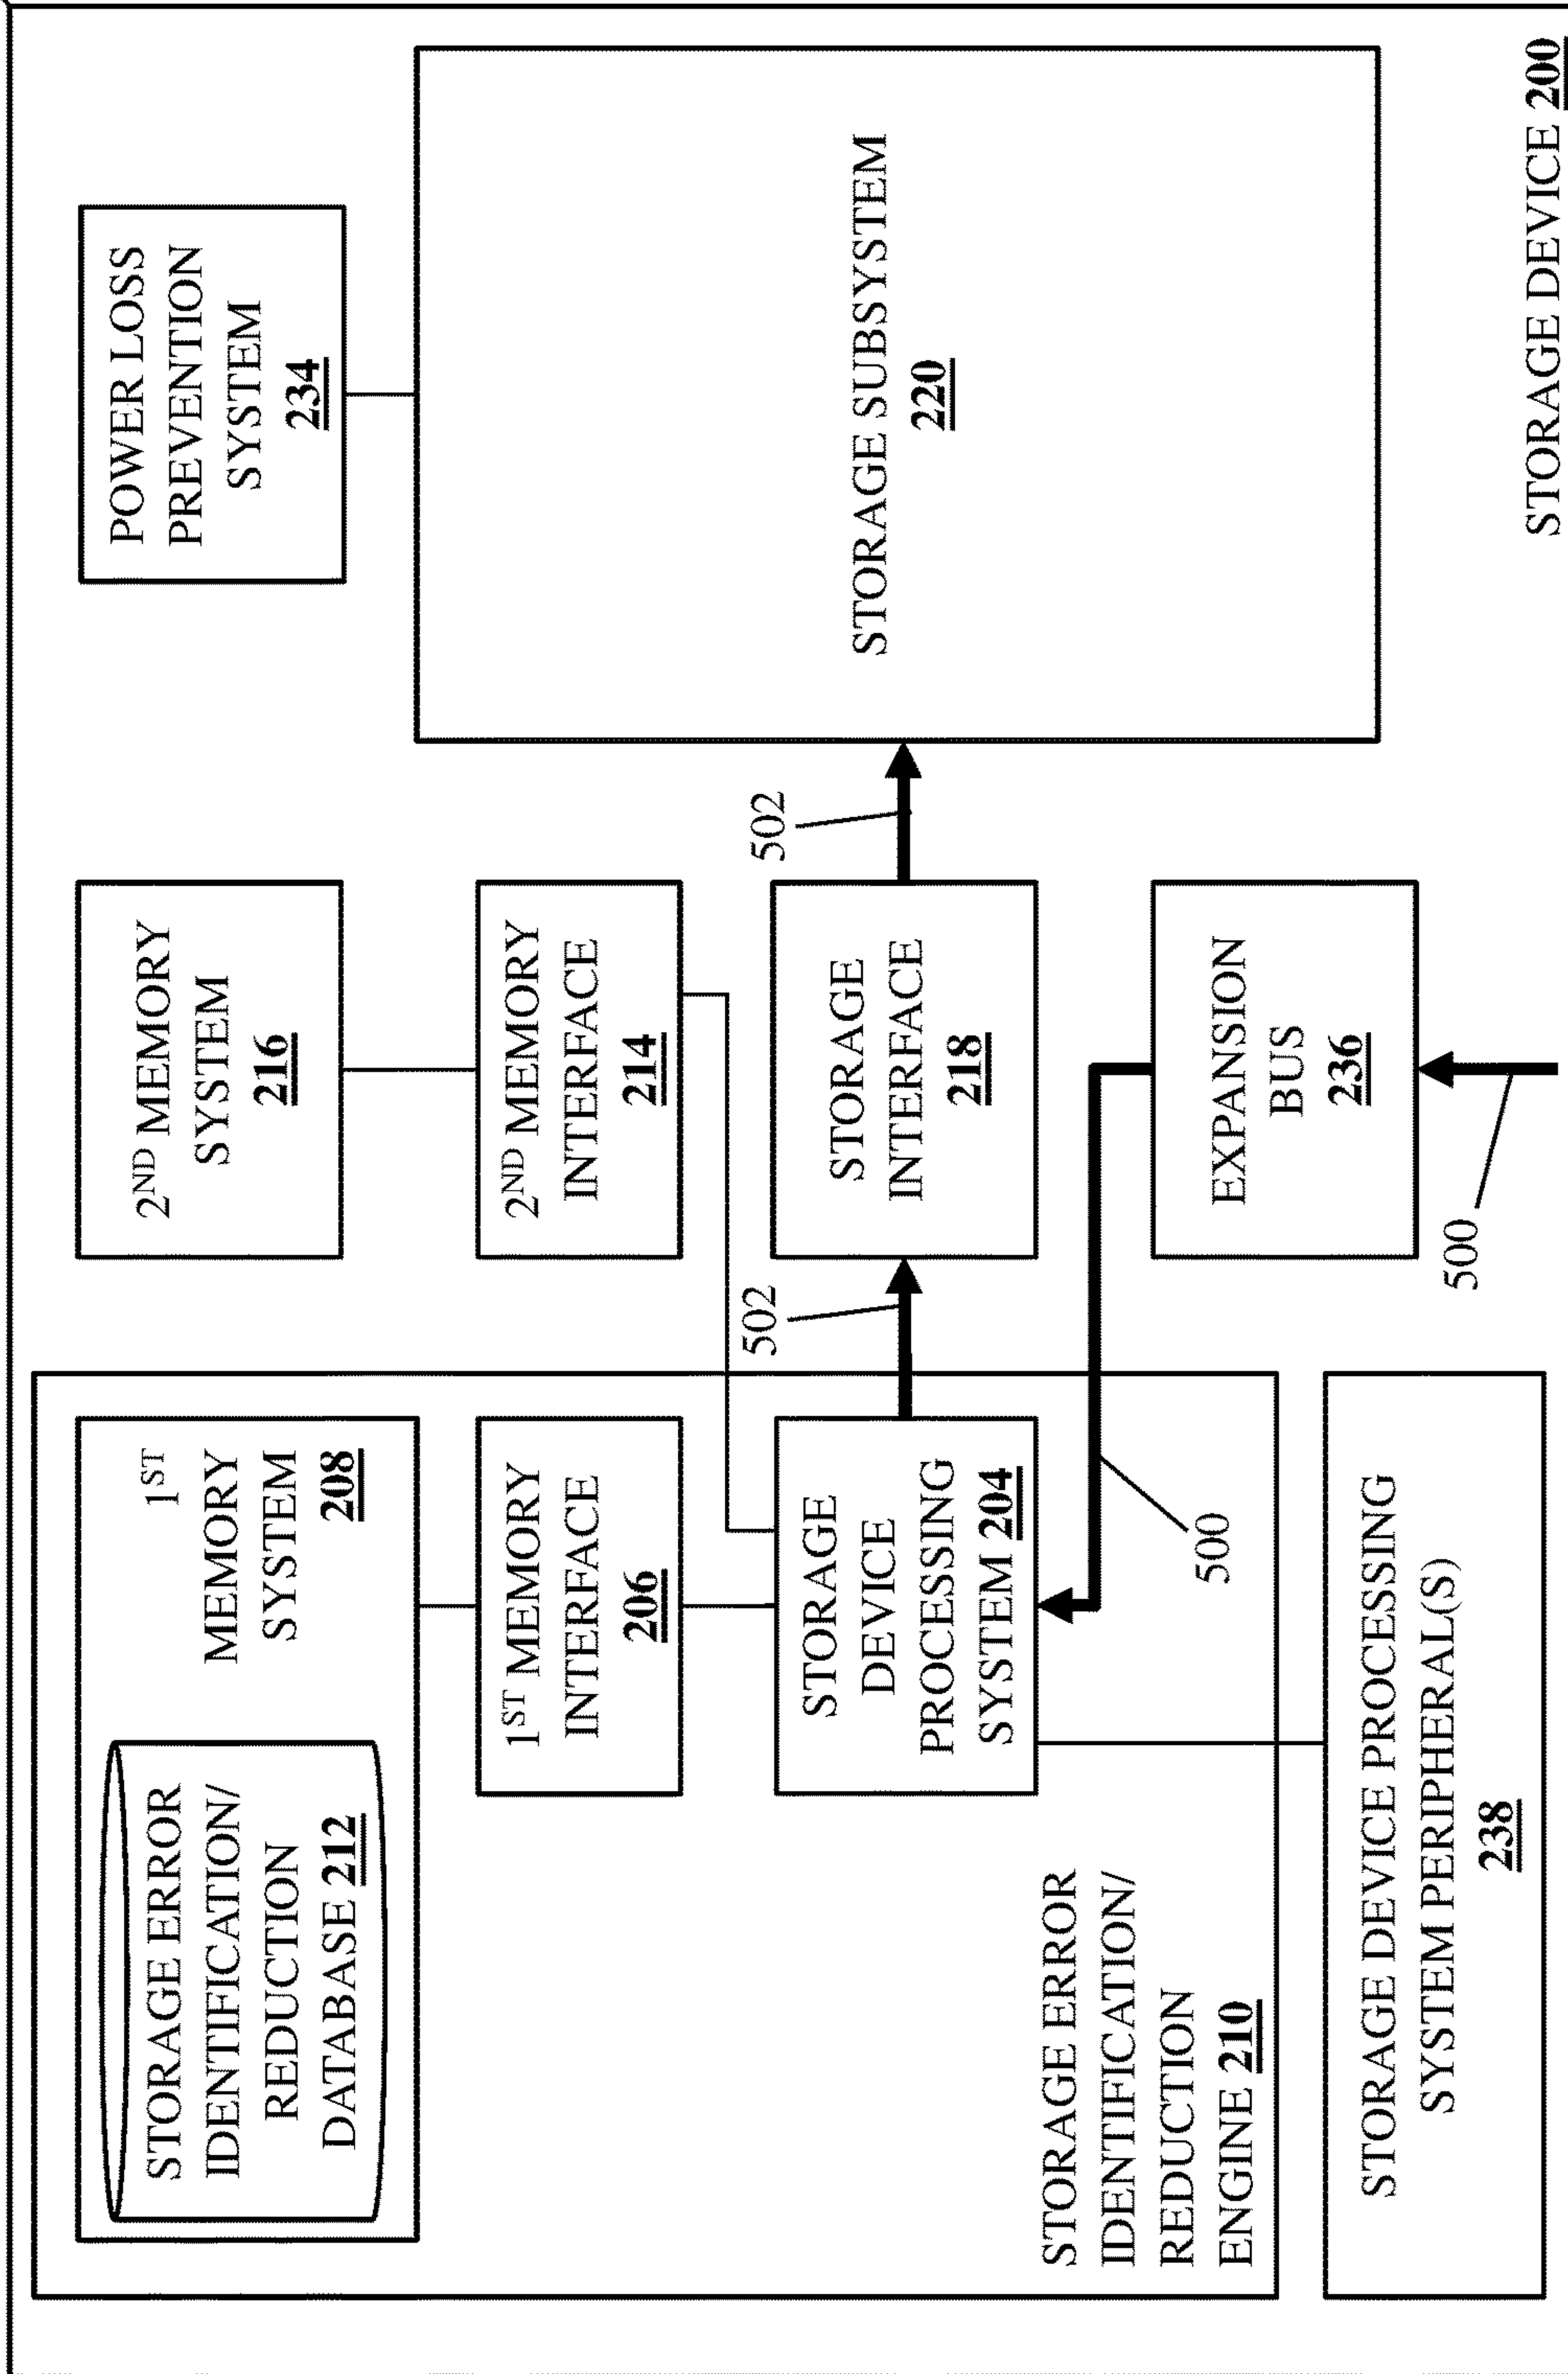 STORAGE ERROR
IDENTIFICATION/
REDUCTION
DATABASE 212
1ST
MEMORY
SYSTEM
208
2ND MEMORY
SYSTEM
216
POWER LOSS
PREVENTION
SYSTEM
234
1ST MEMORY
INTERFACE
206
2ND MEMORY
INTERFACE
214
STORAGE
DEVICE
PROCESSING
SYSTEM 204
502
STORAGE
INTERFACE
218
502
STORAGE SUBSYSTEM
220
STORAGE ERROR
IDENTIFICATION/
REDUCTION
ENGINE 210
500
EXPANSION
BUS
236
500
STORAGE DEVICE PROCESSING
SYSTEM PERIPHERAL(S)
238
STORAGE DEVICE 200